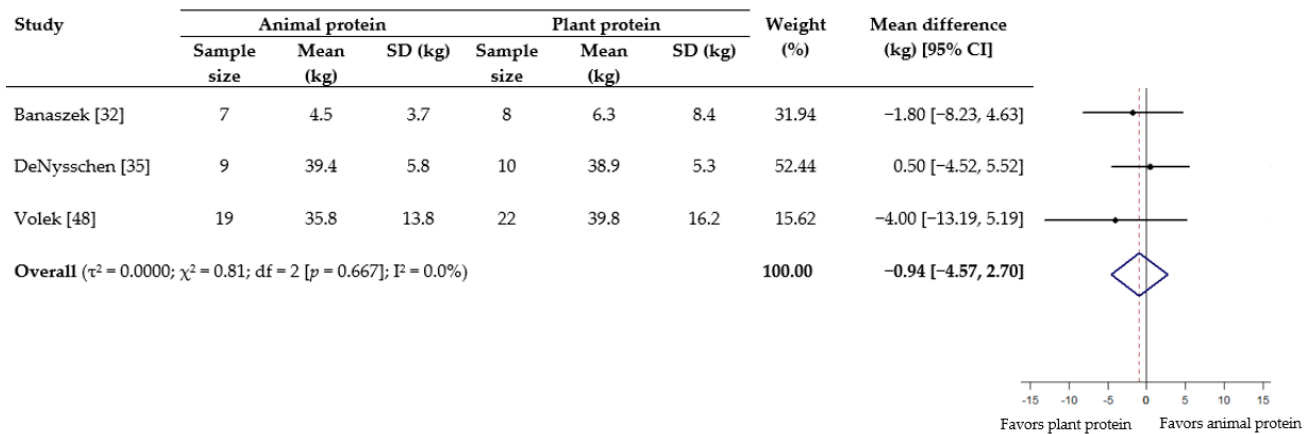 Study Animal protein Plant protein Weight Mean difference
Sample Mean SD (kg) Sample Mean SD (kg) (%) (kg) [95% CI]
size (kg) size (kg)
Banaszek [32] 7 4.5 3.7 8 6.3 8.4 31.94 −1.80 [−8.23, 4.63]
DeNysschen [35] 9 39.4 5.8 10 38.9 5.3 52.44 0.50 [−4.52, 5.52]
Volek [48] 19 35.8 13.8 22 39.8 16.2 15.62 −4.00 [−13.19, 5.19]
Overall (τ² = 0.0000; χ² = 0.81; df = 2 [p = 0.667]; I² = 0.0%) 100.00 −0.94 [−4.57, 2.70]
-15 -10 -5 0 5 10 15
Favors plant protein Favors animal protein